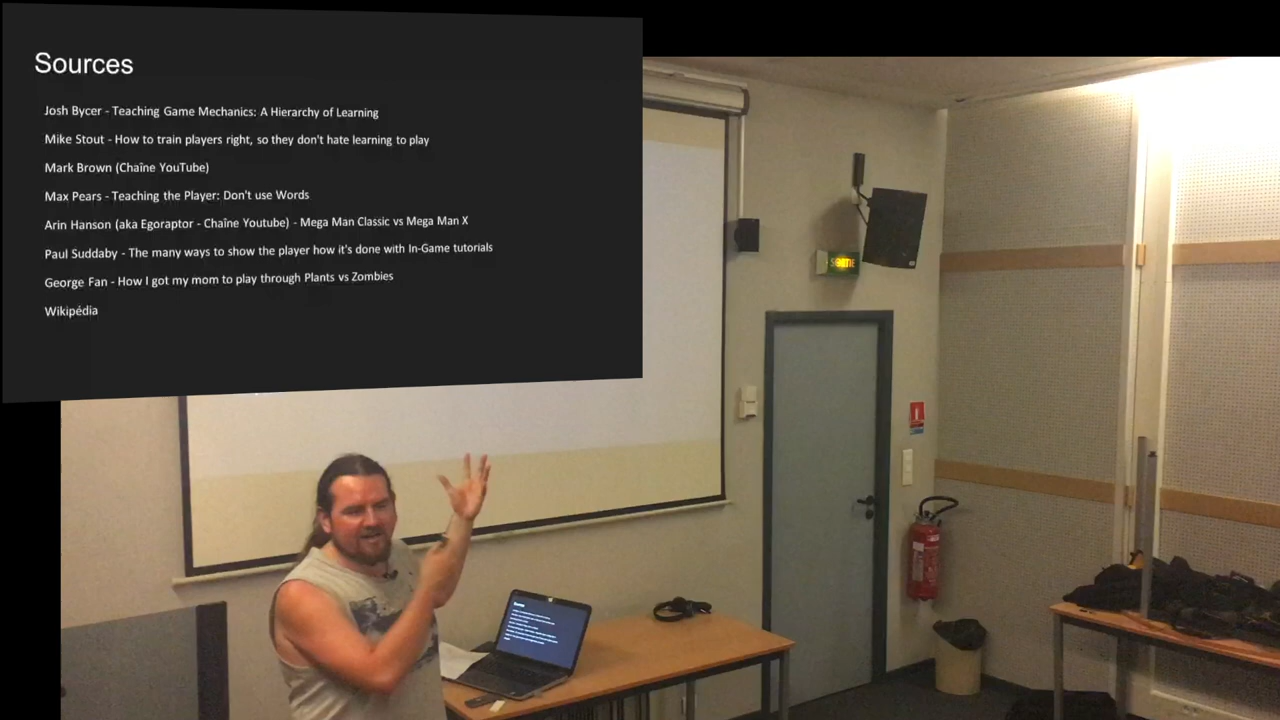 Sources
Josh Bycer - Teaching Game Mechanics: A Hierarchy of Learning
Mike Stout - How to train players right, so they don't hate learning to play
Mark Brown (Chaîne YouTube)
Max Pears - Teaching the Player: Don't use Words
Arin Hanson (aka Egoraptor - Chaîne Youtube) - Mega Man Classic vs Mega Man X
Paul Suddaby - The many ways to show the player how it's done with In-Game tutorials
George Fan - How I got my mom to play through Plants vs Zombies
Wikipédia
SORTIE
Sources